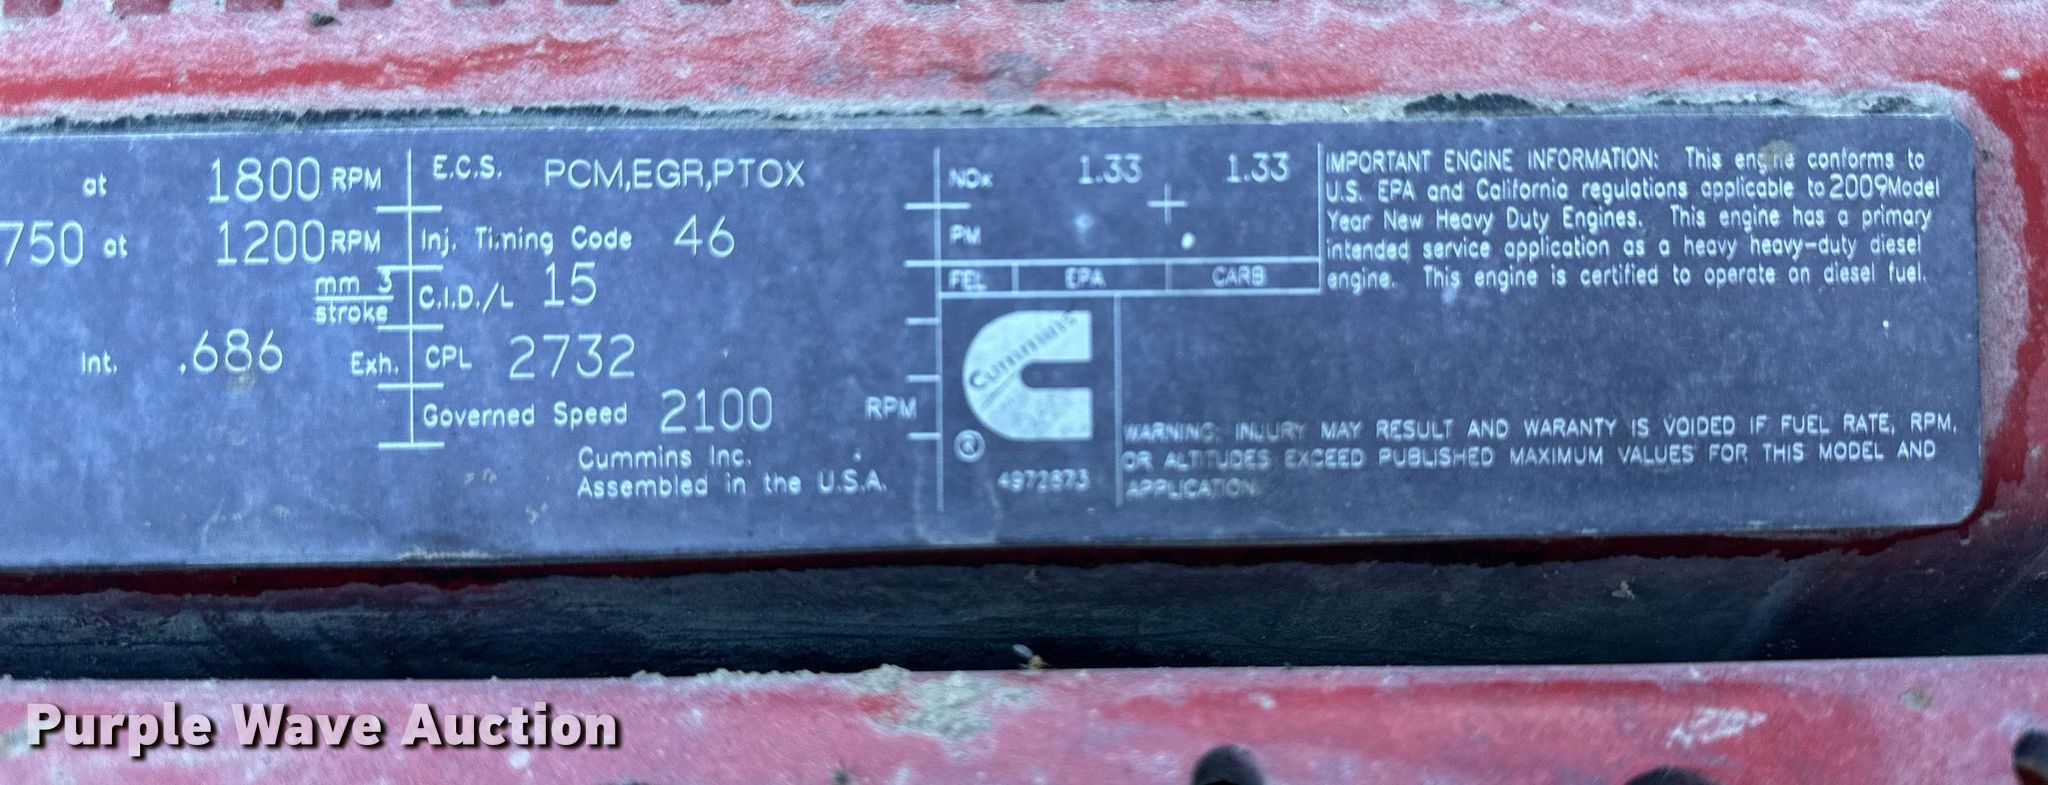 at 1800 RPM
750 at 1200 RPM
mm 3
stroke
Int. .686 Exh.
E.C.S. PCM,EGR,PTOX
Inj. Timing Code 46
C.I.D./L 15
CPL 2732
Governed Speed 2100 RPM
Cummins Inc.
Assembled in the U.S.A.
NOx 1.33 1.33
PM
FEL EPA CARB
Cummins
®
4972873
IMPORTANT ENGINE INFORMATION: This engine conforms to
U.S. EPA and California regulations applicable to 2009Model
Year New Heavy Duty Engines. This engine has a primary
intended service application as a heavy heavy-duty diesel
engine. This engine is certified to operate on diesel fuel.
WARNING: INJURY MAY RESULT AND WARRANTY IS VOIDED IF FUEL RATE, RPM,
OR ALTITUDES EXCEED PUBLISHED MAXIMUM VALUES FOR THIS MODEL AND
APPLICATION.
Purple Wave Auction